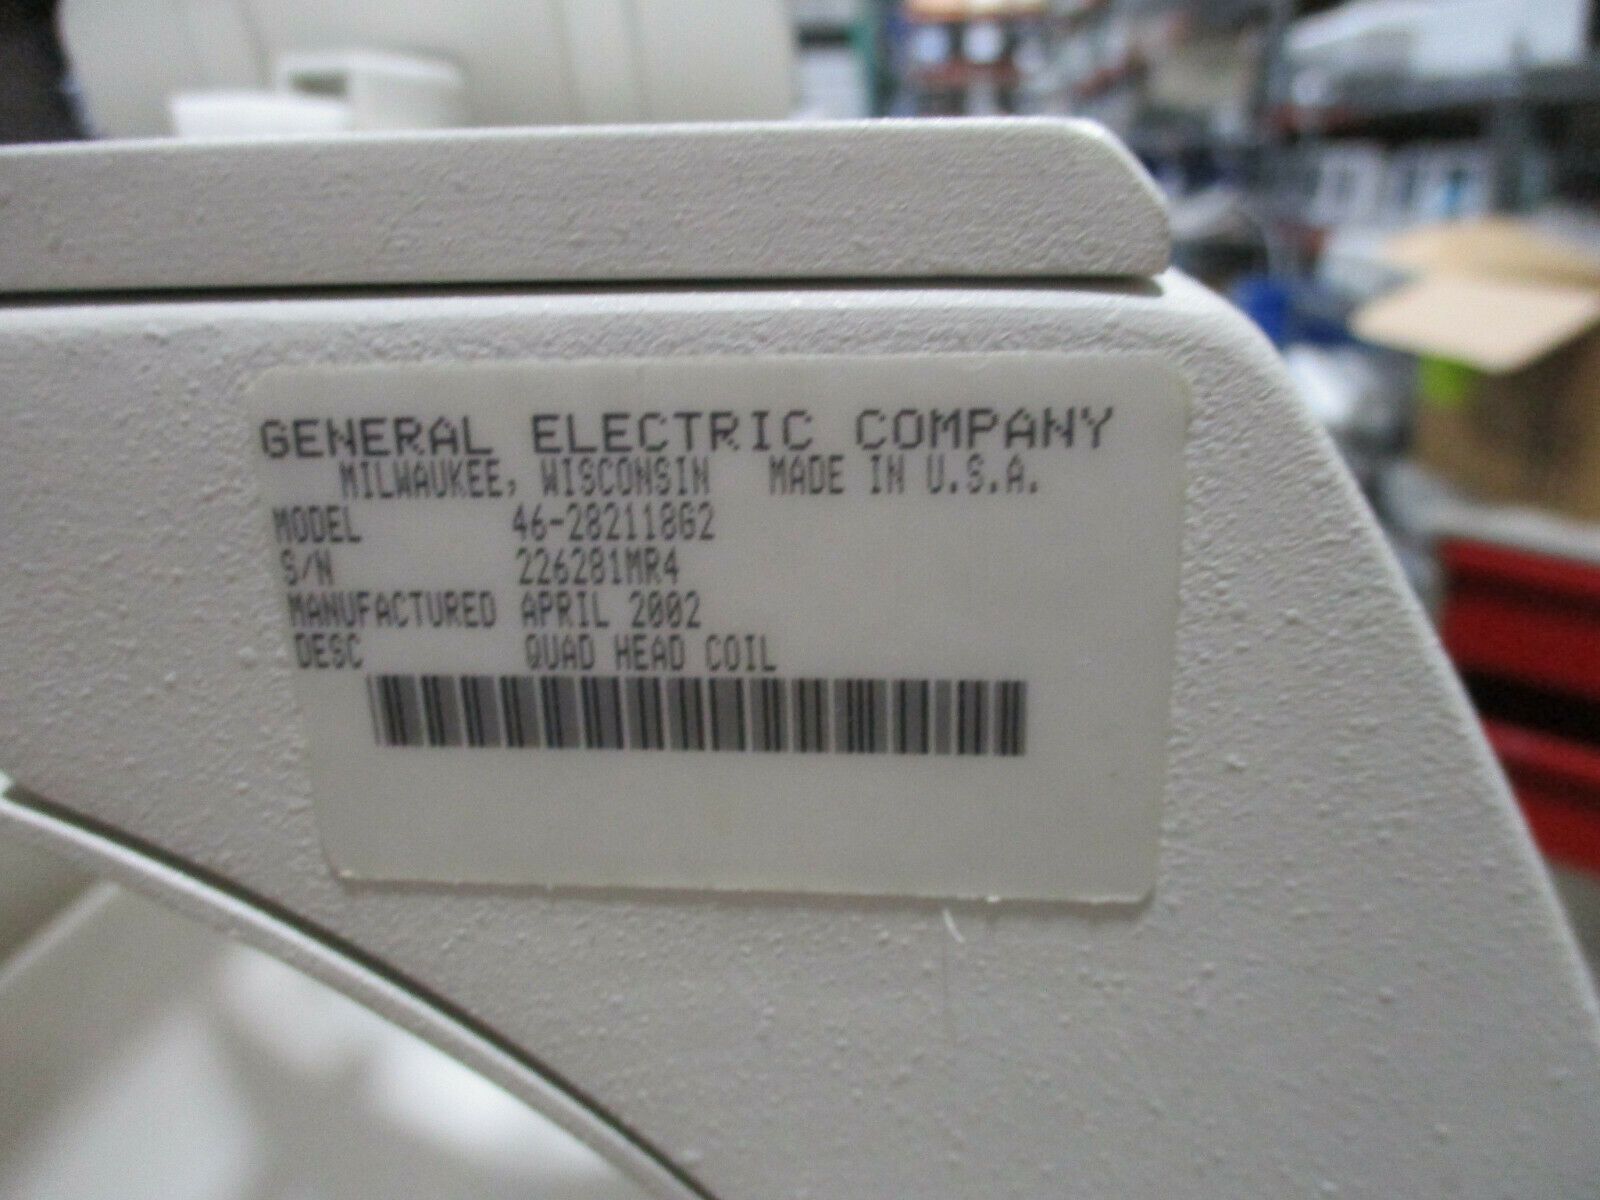 GENERAL ELECTRIC COMPANY
MILWAUKEE, WISCONSIN MADE IN U.S.A.
MODEL 46-282118G2
S/N 226281MR4
MANUFACTURED APRIL 2002
DESC QUAD HEAD COIL